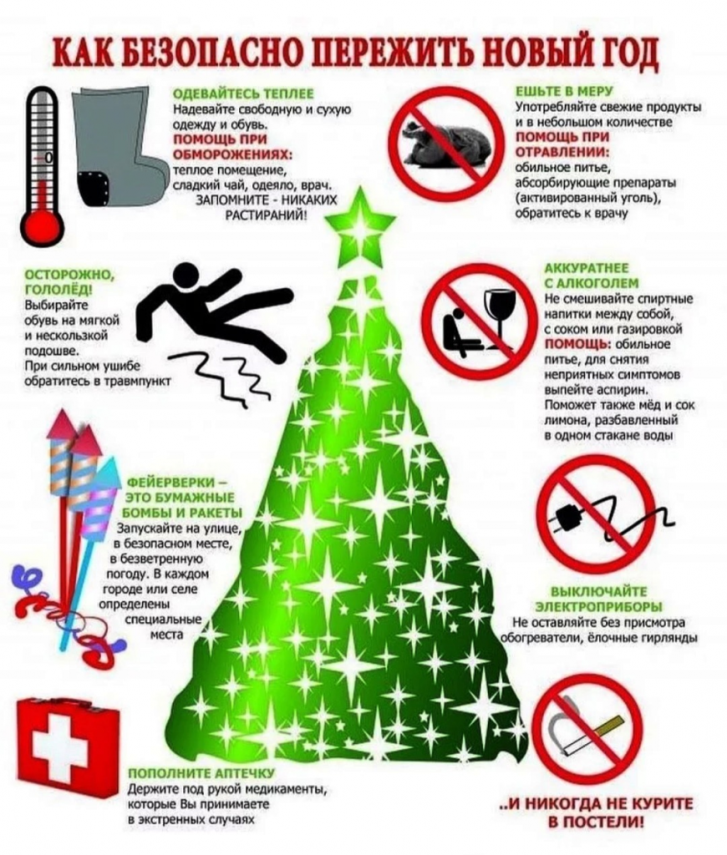 КАК БЕЗОПАСНО ПЕРЕЖИТЬ НОВЫЙ ГОД
ОДЕВАЙТЕСЬ ТЕПЛЕЕ
Надевайте свободную и сухую
одежду и обувь.
ПОМОЩЬ ПРИ
ОБМОРОЖЕНИЯХ:
теплое помещение,
сладкий чай, одеяло, врач.
ЗАПОМНИТЕ - НИКАКИХ
РАСТИРАНИЙ!
0
ЕШЬТЕ В МЕРУ
Употребляйте свежие продукты
и в небольшом количестве
ПОМОЩЬ ПРИ
ОТРАВЛЕНИИ:
обильное питье,
абсорбирующие препараты
(активированный уголь),
обратитесь к врачу
ОСТОРОЖНО,
ГОЛОЛЁД!
Выбирайте
обувь на мягкой
и нескользкой
подошве.
При сильном ушибе
обратитесь в травмпункт
АККУРАТНЕЕ
С АЛКОГОЛЕМ
Не смешивайте спиртные
напитки между собой,
с соком или газировкой
ПОМОЩЬ: обильное
питье, для снятия
неприятных симптомов
выпейте аспирин.
Поможет также мёд и сок
лимона, разбавленный
в одном стакане воды
ФЕЙЕРВЕРКИ –
ЭТО БУМАЖНЫЕ
БОМБЫ И РАКЕТЫ
Запускайте на улице,
в безопасном месте,
в безветренную
погоду. В каждом
городе или селе
определены
специальные
места
ВЫКЛЮЧАЙТЕ
ЭЛЕКТРОПРИБОРЫ
Не оставляйте без присмотра
обогреватели, ёлочные гирлянды
ПОПОЛНИТЕ АПТЕЧКУ
Держите под рукой медикаменты,
которые Вы принимаете
в экстренных случаях
..И НИКОГДА НЕ КУРИТЕ
В ПОСТЕЛИ!